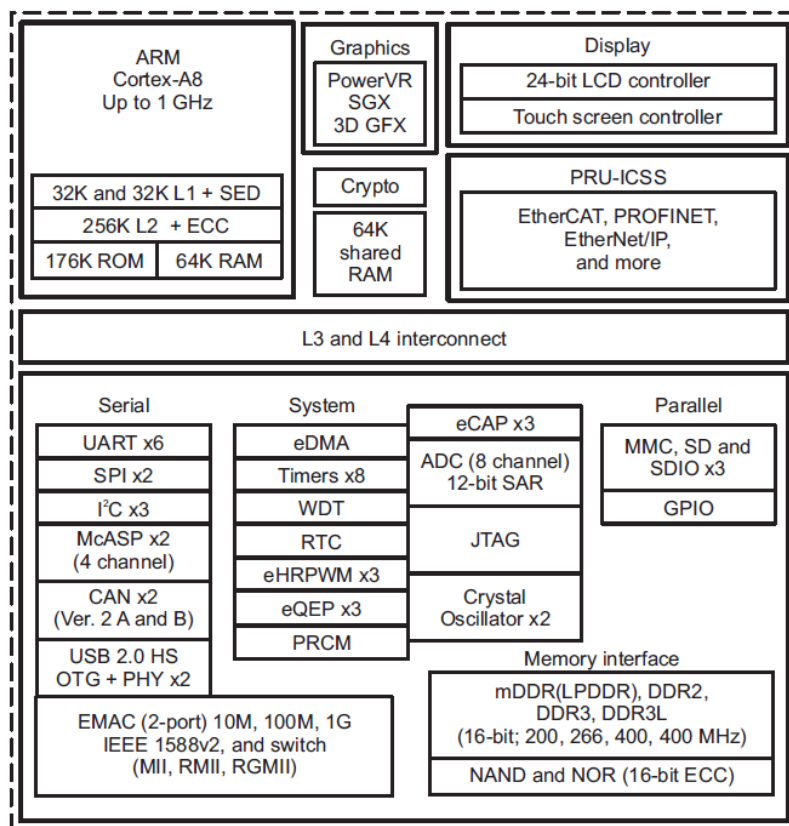 ARM
Cortex-A8
Up to 1 GHz
32K and 32K L1 + SED
256K L2 + ECC
176K ROM
64K RAM
Graphics
PowerVR
SGX
3D GFX
Crypto
64K
shared
RAM
Display
24-bit LCD controller
Touch screen controller
PRU-ICSS
EtherCAT, PROFINET,
EtherNet/IP,
and more
L3 and L4 interconnect
Serial
UART x6
SPI x2
I²C x3
McASP x2
(4 channel)
CAN x2
(Ver. 2 A and B)
USB 2.0 HS
OTG + PHY x2
EMAC (2-port) 10M, 100M, 1G
IEEE 1588v2, and switch
(MII, RMII, RGMII)
System
eDMA
Timers x8
WDT
RTC
eHRPWM x3
eQEP x3
PRCM
eCAP x3
ADC (8 channel)
12-bit SAR
JTAG
Crystal
Oscillator x2
Parallel
MMC, SD and
SDIO x3
GPIO
Memory interface
mDDR(LPDDR), DDR2,
DDR3, DDR3L
(16-bit; 200, 266, 400, 400 MHz)
NAND and NOR (16-bit ECC)